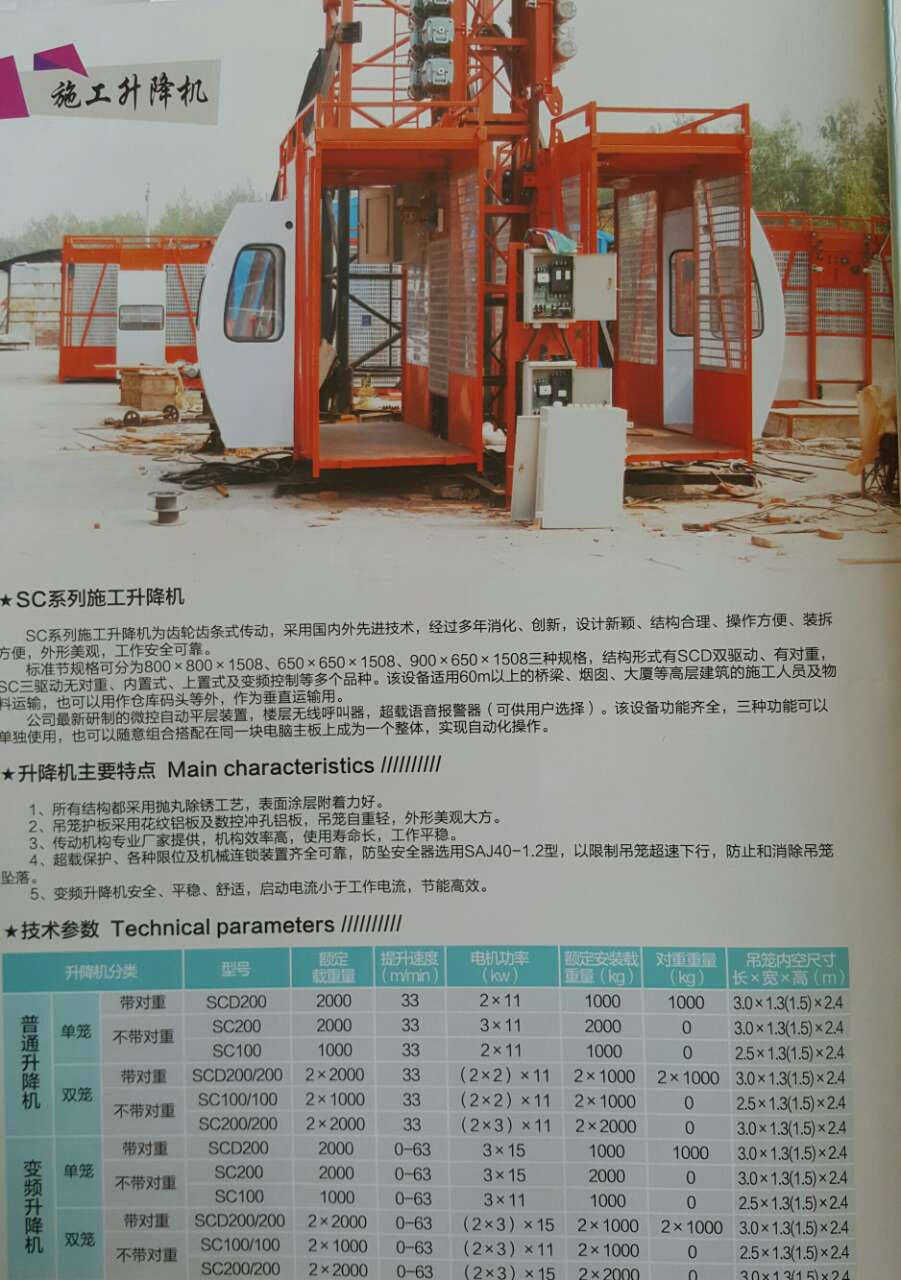 施工升降机
★SC系列施工升降机
SC系列施工升降机为齿轮齿条式传动，采用国内外先进技术，经过多年消化、创新，设计新颖、结构合理、操作方便、装拆
方便，外形美观，工作安全可靠。
标准节规格可分为800×800×1508、650×650×1508、900×650×1508三种规格，结构形式有SCD双驱动、有对重，
SC三驱动无对重、内置式、上置式及变频控制等多个品种。该设备适用60m以上的桥梁、烟囱、大厦等高层建筑的施工人员及物
料运输，也可以用作仓库码头等外，作为垂直运输用。
公司最新研制的微控自动平层装置，楼层无线呼叫器，超载语音报警器（可供用户选择）。该设备功能齐全，三种功能可以
单独使用，也可以随意组合搭配在同一块电脑主板上成为一个整体，实现自动化操作。
★升降机主要特点 Main characteristics //////////
1、所有结构都采用抛丸除锈工艺，表面涂层附着力好。
2、吊笼护板采用花纹铝板及数控冲孔铝板，吊笼自重轻，外形美观大方。
3、传动机构专业厂家提供，机构效率高，使用寿命长，工作平稳。
4、超载保护、各种限位及机械连锁装置齐全可靠，防坠安全器选用SAJ40-1.2型，以限制吊笼超速下行，防止和消除吊笼
坠落。
5、变频升降机安全、平稳、舒适，启动电流小于工作电流，节能高效。
★技术参数 Technical parameters //////////
升降机分类 型号 额定载重量 提升速度（m/min） 电机功率（kw） 额定安装载重量（kg） 对重重量（kg） 吊笼内空尺寸长×宽×高（m）
普通升降机 单笼 带对重 SCD200 2000 33 2×11 1000 1000 3.0×1.3(1.5)×2.4
不带对重 SC200 2000 33 3×11 2000 0 3.0×1.3(1.5)×2.4
SC100 1000 33 2×11 1000 0 2.5×1.3(1.5)×2.4
双笼 带对重 SCD200/200 2×2000 33 （2×2）×11 2×1000 2×1000 3.0×1.3(1.5)×2.4
不带对重 SC100/100 2×1000 33 （2×2）×11 2×1000 0 2.5×1.3(1.5)×2.4
SC200/200 2×2000 33 （2×3）×11 2×2000 0 3.0×1.3(1.5)×2.4
变频升降机 单笼 带对重 SCD200 2000 0-63 3×15 1000 1000 3.0×1.3(1.5)×2.4
不带对重 SC200 2000 0-63 3×15 2000 0 3.0×1.3(1.5)×2.4
SC100 1000 0-63 3×11 1000 0 2.5×1.3(1.5)×2.4
双笼 带对重 SCD200/200 2×2000 0-63 （2×3）×15 2×1000 2×1000 3.0×1.3(1.5)×2.4
不带对重 SC100/100 2×1000 0-63 （2×3）×11 2×1000 0 2.5×1.3(1.5)×2.4
SC200/200 2×2000 0-63 （2×3）×15 2×2000 0 3.0×1.3(1.5)×2.4